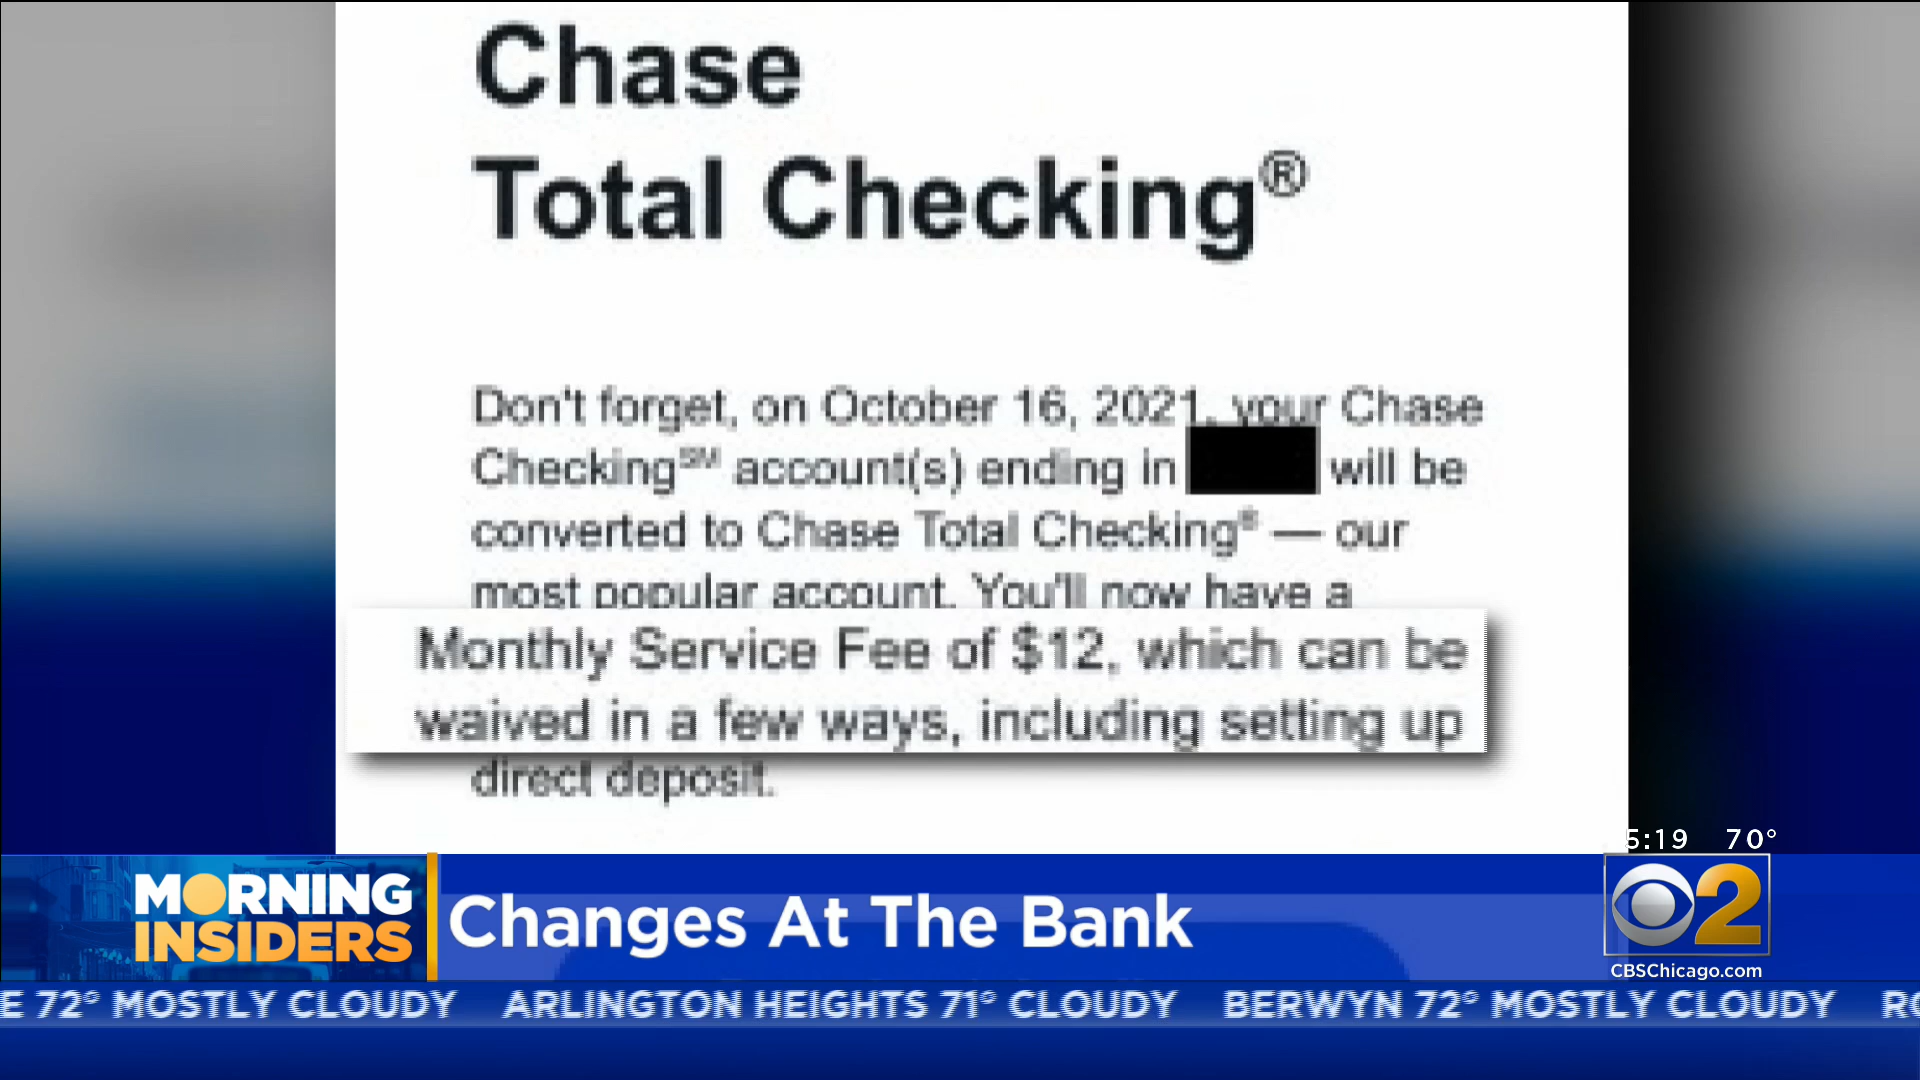 Chase
Total Checking®
Don't forget, on October 16, 2021, your Chase
Checking℠ account(s) ending in will be
converted to Chase Total Checking® — our
most popular account. You'll now have a
Monthly Service Fee of $12, which can be
waived in a few ways, including setting up
direct deposit.
5:19 70°
MORNING
INSIDERS
Changes At The Bank
2
CBSChicago.com
E 72° MOSTLY CLOUDY ARLINGTON HEIGHTS 71° CLOUDY BERWYN 72° MOSTLY CLOUDY RO